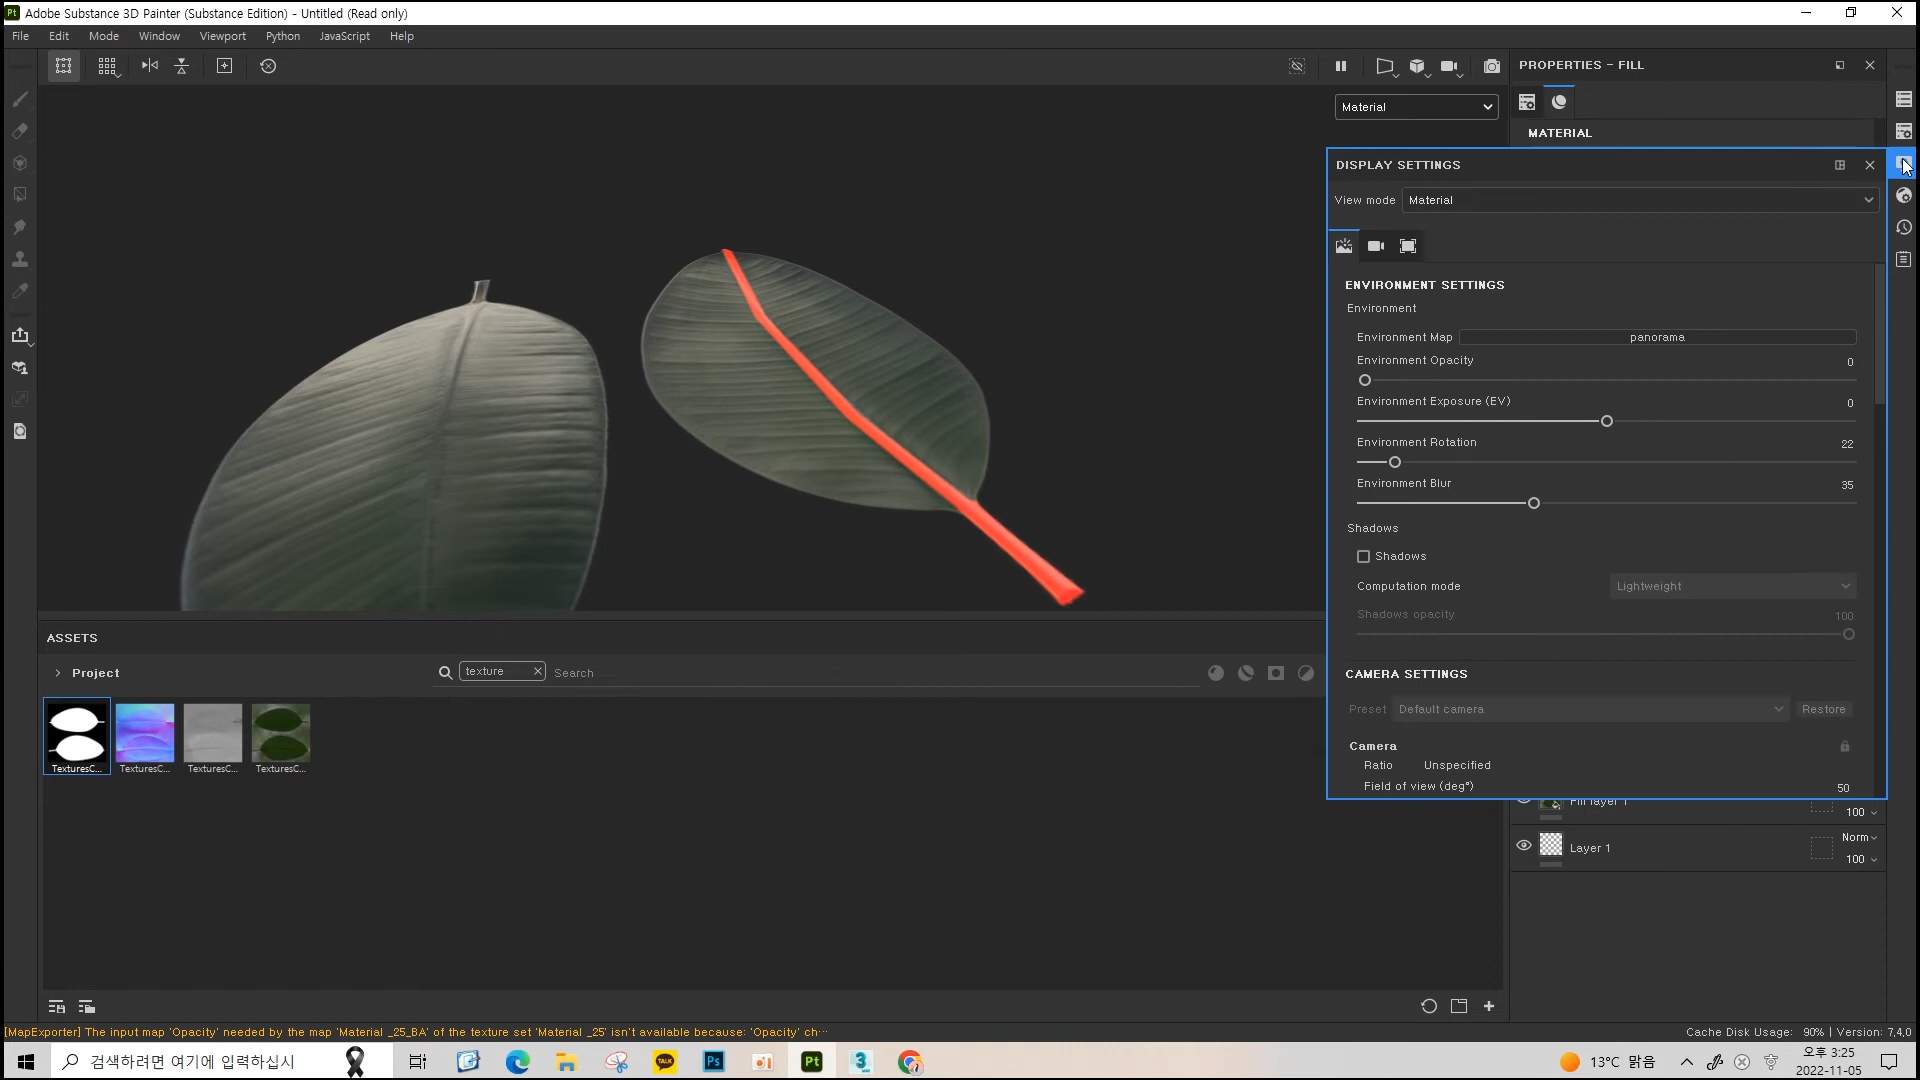 Adobe Substance 3D Painter (Substance Edition) - Untitled (Read only)
File Edit Mode Window Viewport Python JavaScript Help
Material
PROPERTIES - FILL
MATERIAL
DISPLAY SETTINGS
View mode Material
ENVIRONMENT SETTINGS
Environment
Environment Map panorama
Environment Opacity 0
Environment Exposure (EV) 0
Environment Rotation 22
Environment Blur 35
Shadows
Shadows
Computation mode Lightweight
Shadows opacity 100
CAMERA SETTINGS
Preset Default camera Restore
Camera
Ratio Unspecified
Field of view (deg°) 50
Fill layer 1
100
Norm
Layer 1
100
ASSETS
Project
texture Search
TexturesC... TexturesC... TexturesC... TexturesC...
[MapExporter] The input map 'Opacity' needed by the map 'Material _25_BA' of the texture set 'Material _25' isn't available because: 'Opacity' ch...
Cache Disk Usage: 90% | Version: 7.4.0
검색하려면 여기에 입력하십시
TALK
Ps
Pt
3
13°C 맑음
오후 3:25
2022-11-05